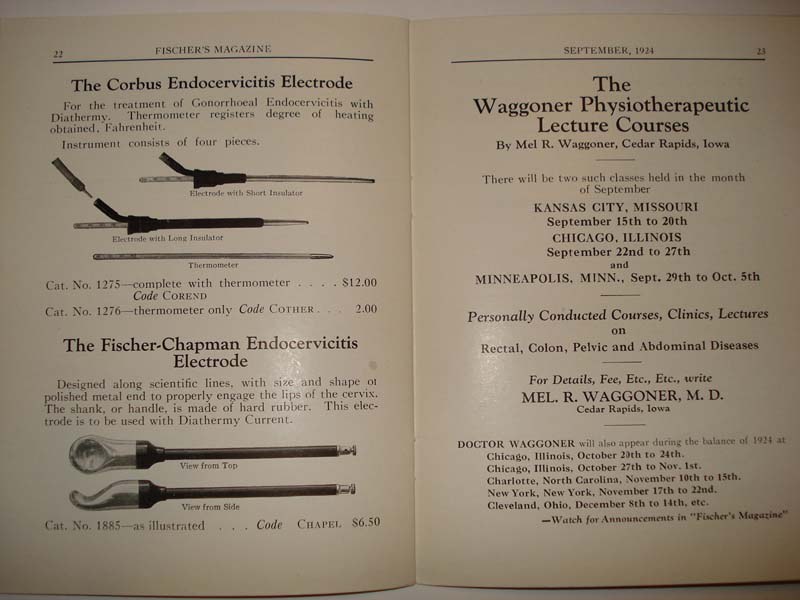 22
FISCHER'S MAGAZINE
The Corbus Endocervicitis Electrode
For the treatment of Gonorrhoeal Endocervicitis with
Diathermy. Thermometer registers degree of heating
obtained, Fahrenheit.
Instrument consists of four pieces.
Electrode with Short Insulator
Electrode with Long Insulator
Thermometer
Cat. No. 1275—complete with thermometer . . . . $12.00
Code COREND
Cat. No. 1276—thermometer only Code COTHER . . . 2.00
The Fischer-Chapman Endocervicitis
Electrode
Designed along scientific lines, with size and shape of
polished metal end to properly engage the lips of the cervix.
The shank, or handle, is made of hard rubber. This elec-
trode is to be used with Diathermy Current.
View from Top
View from Side
Cat. No. 1885—as illustrated . . . Code CHAPEL $6.50
SEPTEMBER, 1924
23
The
Waggoner Physiotherapeutic
Lecture Courses
By Mel R. Waggoner, Cedar Rapids, Iowa
There will be two such classes held in the month
of September
KANSAS CITY, MISSOURI
September 15th to 20th
CHICAGO, ILLINOIS
September 22nd to 27th
and
MINNEAPOLIS, MINN., Sept. 29th to Oct. 5th
Personally Conducted Courses, Clinics, Lectures
on
Rectal, Colon, Pelvic and Abdominal Diseases
For Details, Fee, Etc., Etc., write
MEL. R. WAGGONER, M. D.
Cedar Rapids, Iowa
DOCTOR WAGGONER will also appear during the balance of 1924 at
Chicago, Illinois, October 20th to 24th.
Chicago, Illinois, October 27th to Nov. 1st.
Charlotte, North Carolina, November 10th to 15th.
New York, New York, November 17th to 22nd.
Cleveland, Ohio, December 8th to 14th, etc.
—Watch for Announcements in "Fischer's Magazine"